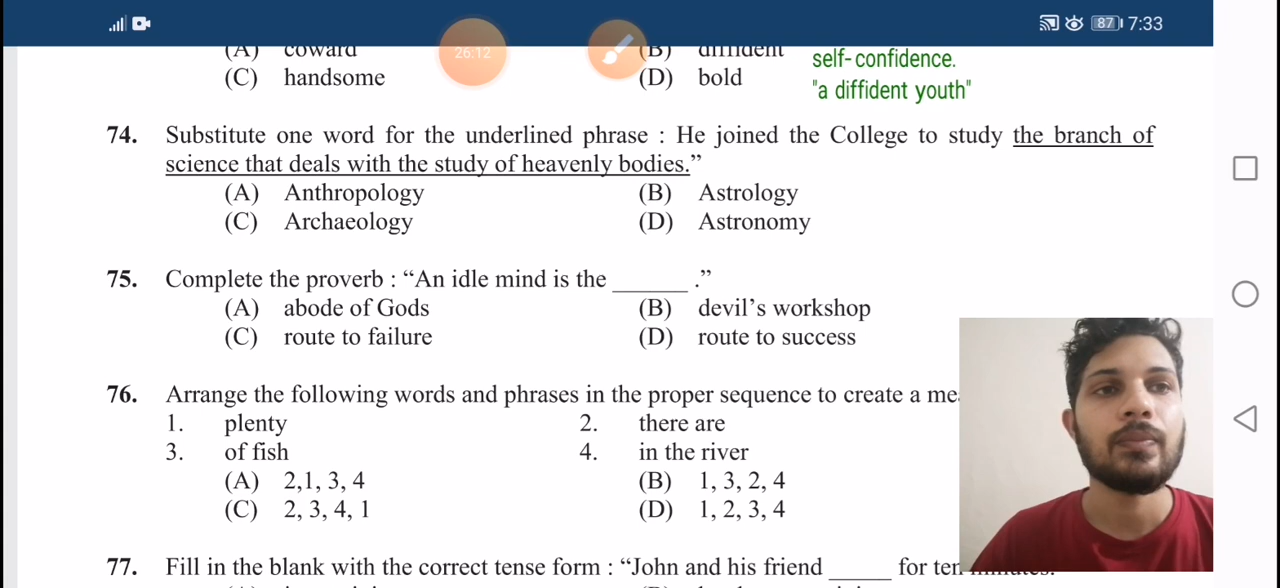 87 7:33
26:12
(A) coward (B) diffident
self-confidence.
(C) handsome (D) bold
"a diffident youth"
74. Substitute one word for the underlined phrase : He joined the College to study the branch of
science that deals with the study of heavenly bodies.”
(A) Anthropology (B) Astrology
(C) Archaeology (D) Astronomy
75. Complete the proverb : “An idle mind is the ______ .”
(A) abode of Gods (B) devil’s workshop
(C) route to failure (D) route to success
76. Arrange the following words and phrases in the proper sequence to create a
1. plenty 2. there are
3. of fish 4. in the river
(A) 2,1, 3, 4 (B) 1, 3, 2, 4
(C) 2, 3, 4, 1 (D) 1, 2, 3, 4
77. Fill in the blank with the correct tense form : “John and his friend _____ for ten minutes.